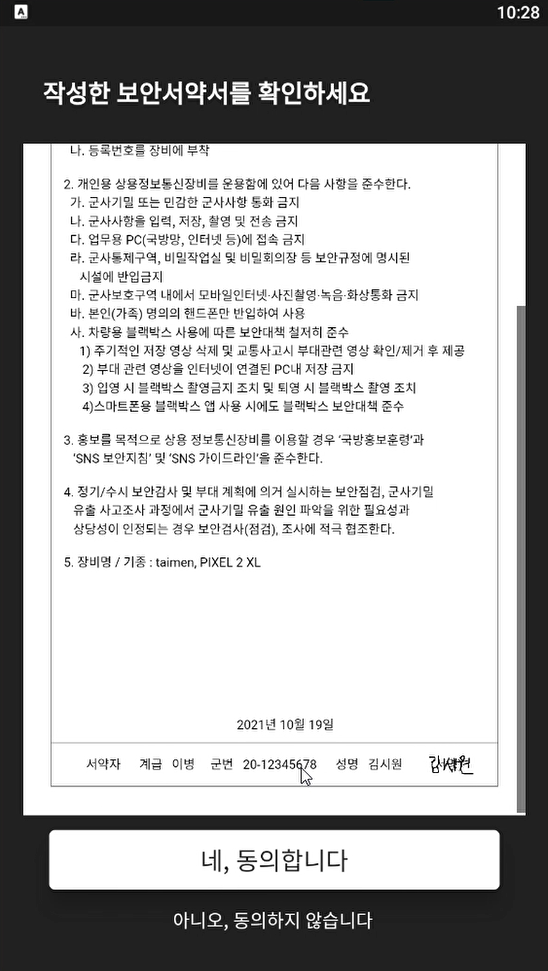 A
10:28
작성한 보안서약서를 확인하세요
나. 등록번호를 장비에 부착
2. 개인용 상용정보통신장비를 운용함에 있어 다음 사항을 준수한다.
가. 군사기밀 또는 민감한 군사사항 통화 금지
나. 군사사항을 입력, 저장, 촬영 및 전송 금지
다. 업무용 PC(국방망, 인터넷 등)에 접속 금지
라. 군사통제구역, 비밀작업실 및 비밀회의장 등 보안규정에 명시된
시설에 반입금지
마. 군사보호구역 내에서 모바일인터넷·사진촬영·녹음·화상통화 금지
바. 본인(가족) 명의의 핸드폰만 반입하여 사용
사. 차량용 블랙박스 사용에 따른 보안대책 철저히 준수
1) 주기적인 저장 영상 삭제 및 교통사고시 부대관련 영상 확인/제거 후 제공
2) 부대 관련 영상을 인터넷이 연결된 PC내 저장 금지
3) 입영 시 블랙박스 촬영금지 조치 및 퇴영 시 블랙박스 촬영 조치
4)스마트폰용 블랙박스 앱 사용 시에도 블랙박스 보안대책 준수
3. 홍보를 목적으로 상용 정보통신장비를 이용할 경우 ‘국방홍보훈령’과
‘SNS 보안지침’ 및 ‘SNS 가이드라인’을 준수한다.
4. 정기/수시 보안감사 및 부대 계획에 의거 실시하는 보안점검, 군사기밀
유출 사고조사 과정에서 군사기밀 유출 원인 파악을 위한 필요성과
상당성이 인정되는 경우 보안검사(점검), 조사에 적극 협조한다.
5. 장비명 / 기종 : taimen, PIXEL 2 XL
2021년 10월 19일
서약자 계급 이병 군번 20-12345678 성명 김시원 김시원
네, 동의합니다
아니오, 동의하지 않습니다